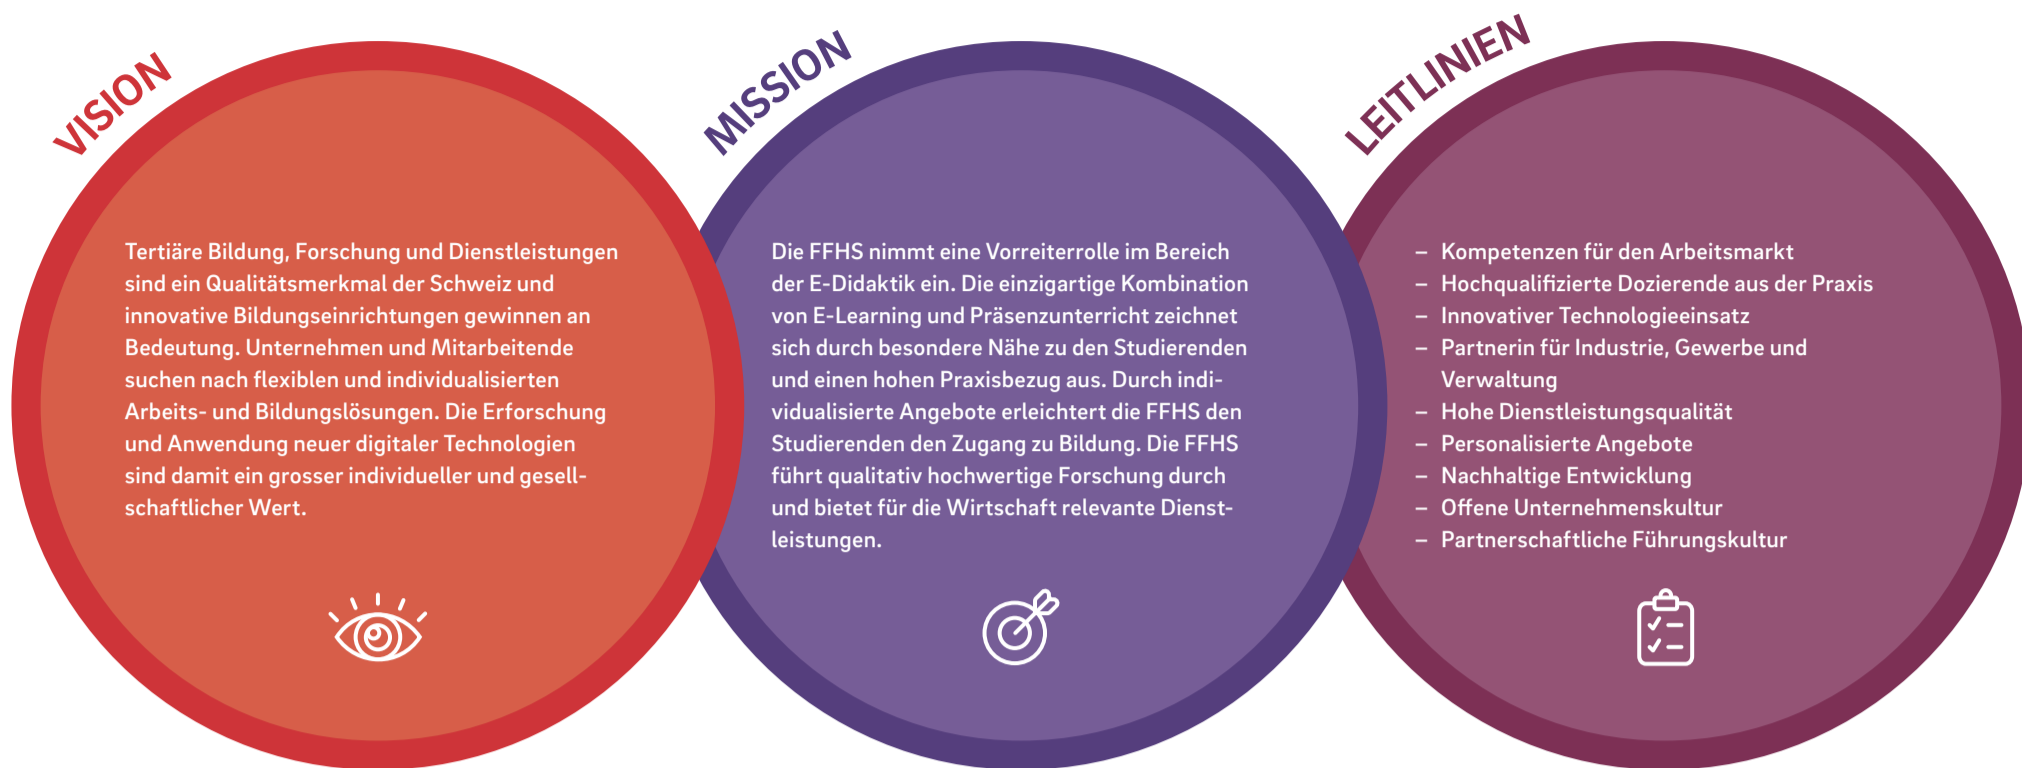 VISION
Tertiäre Bildung, Forschung und Dienstleistungen
sind ein Qualitätsmerkmal der Schweiz und
innovative Bildungseinrichtungen gewinnen an
Bedeutung. Unternehmen und Mitarbeitende
suchen nach flexiblen und individualisierten
Arbeits- und Bildungslösungen. Die Erforschung
und Anwendung neuer digitaler Technologien
sind damit ein grosser individueller und gesell-
schaftlicher Wert.
MISSION
Die FFHS nimmt eine Vorreiterrolle im Bereich
der E-Didaktik ein. Die einzigartige Kombination
von E-Learning und Präsenzunterricht zeichnet
sich durch besondere Nähe zu den Studierenden
und einen hohen Praxisbezug aus. Durch indi-
vidualisierte Angebote erleichtert die FFHS den
Studierenden den Zugang zu Bildung. Die FFHS
führt qualitativ hochwertige Forschung durch
und bietet für die Wirtschaft relevante Dienst-
leistungen.
LEITLINIEN
– Kompetenzen für den Arbeitsmarkt
– Hochqualifizierte Dozierende aus der Praxis
– Innovativer Technologieeinsatz
– Partnerin für Industrie, Gewerbe und
Verwaltung
– Hohe Dienstleistungsqualität
– Personalisierte Angebote
– Nachhaltige Entwicklung
– Offene Unternehmenskultur
– Partnerschaftliche Führungskultur